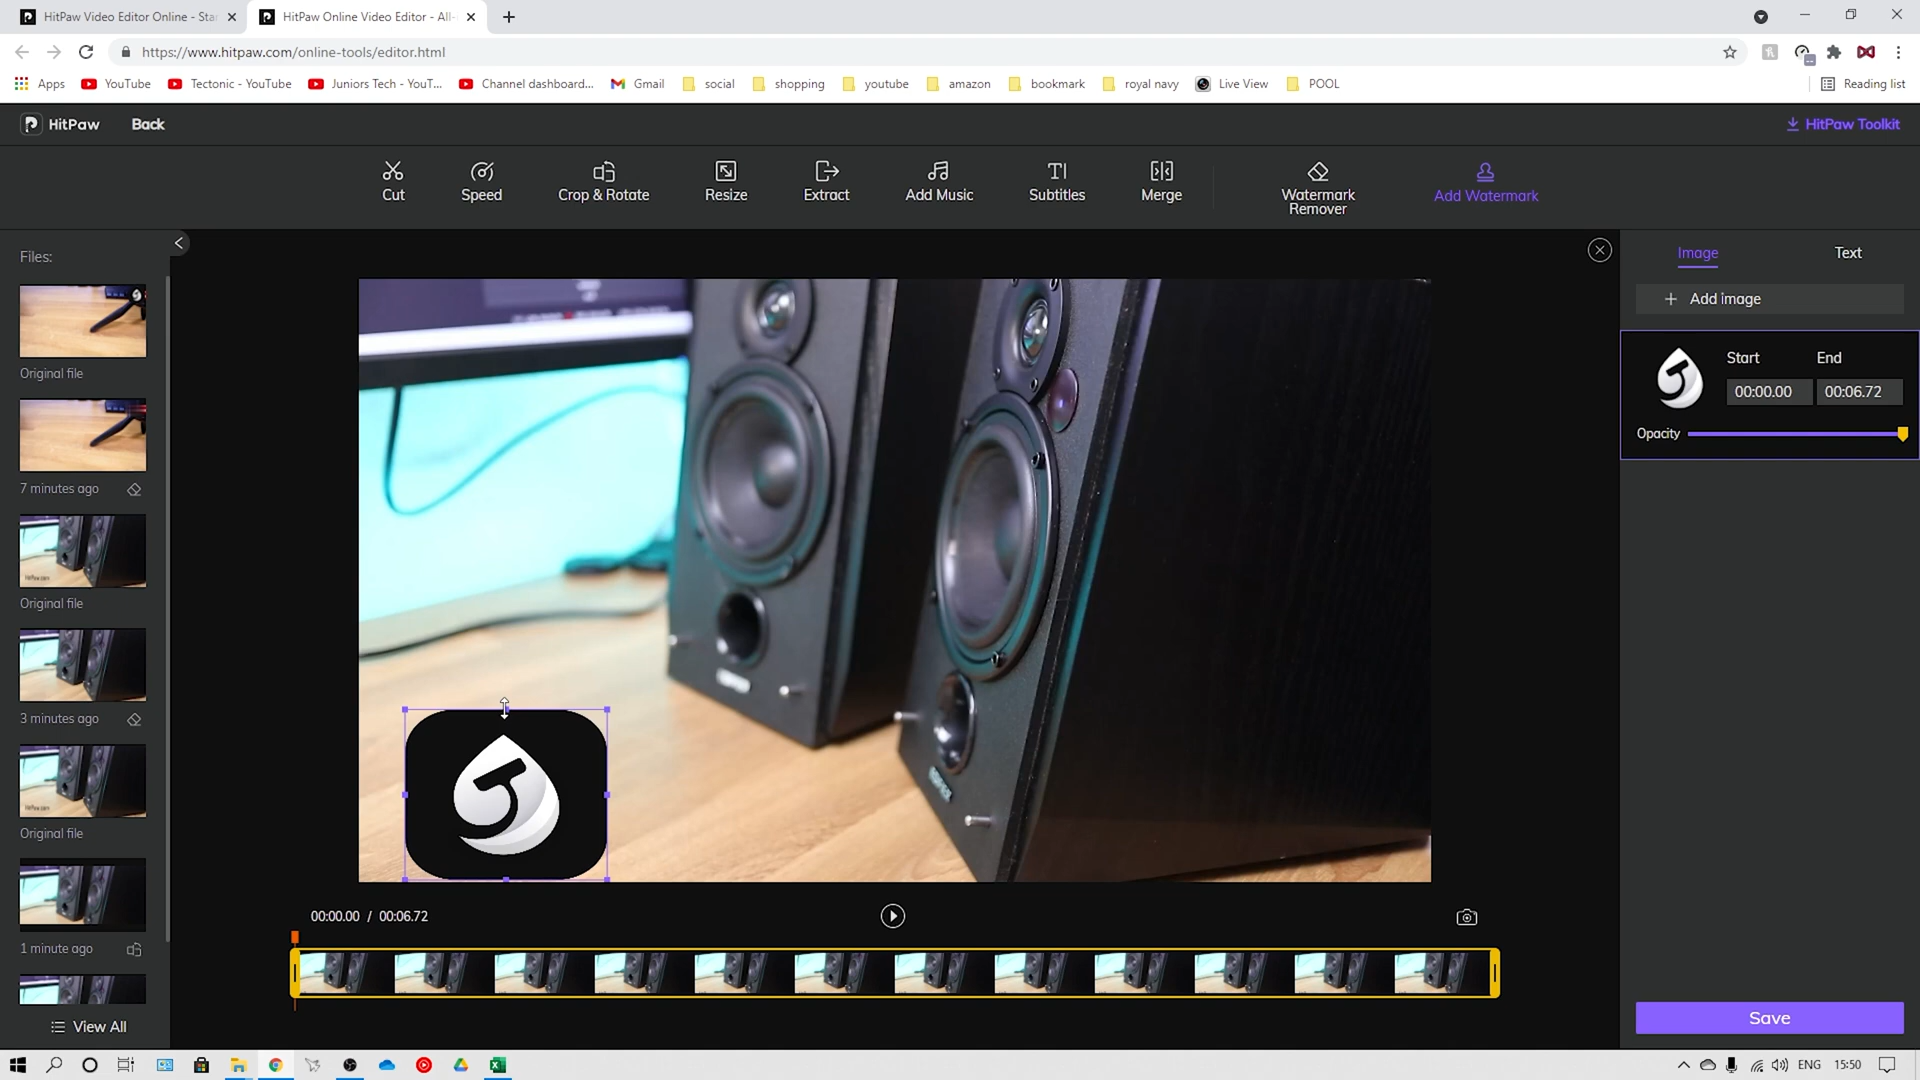 HitPaw Video Editor Online - Sta
HitPaw Online Video Editor - All-
https://www.hitpaw.com/online-tools/editor.html
Apps YouTube Tectonic - YouTube Juniors Tech - YouT... Channel dashboard... Gmail social shopping youtube amazon bookmark royal navy Live View POOL Reading list
HitPaw Back HitPaw Toolkit
Cut Speed Crop & Rotate Resize Extract Add Music Subtitles Merge Watermark Remover Add Watermark
Files:
Image Text
+ Add image
Start End
00:00.00 00:06.72
Opacity
Original file
7 minutes ago
Original file
3 minutes ago
Original file
1 minute ago
View All
00:00.00 / 00:06.72
Save
ENG 15:50